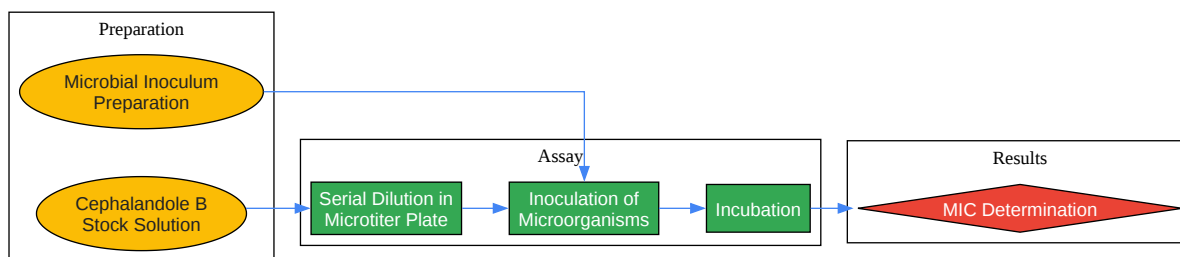 Preparation
Microbial Inoculum
Preparation
Cephalandole B
Stock Solution
Assay
Serial Dilution in
Microtiter Plate
Inoculation of
Microorganisms
Incubation
Results
MIC Determination